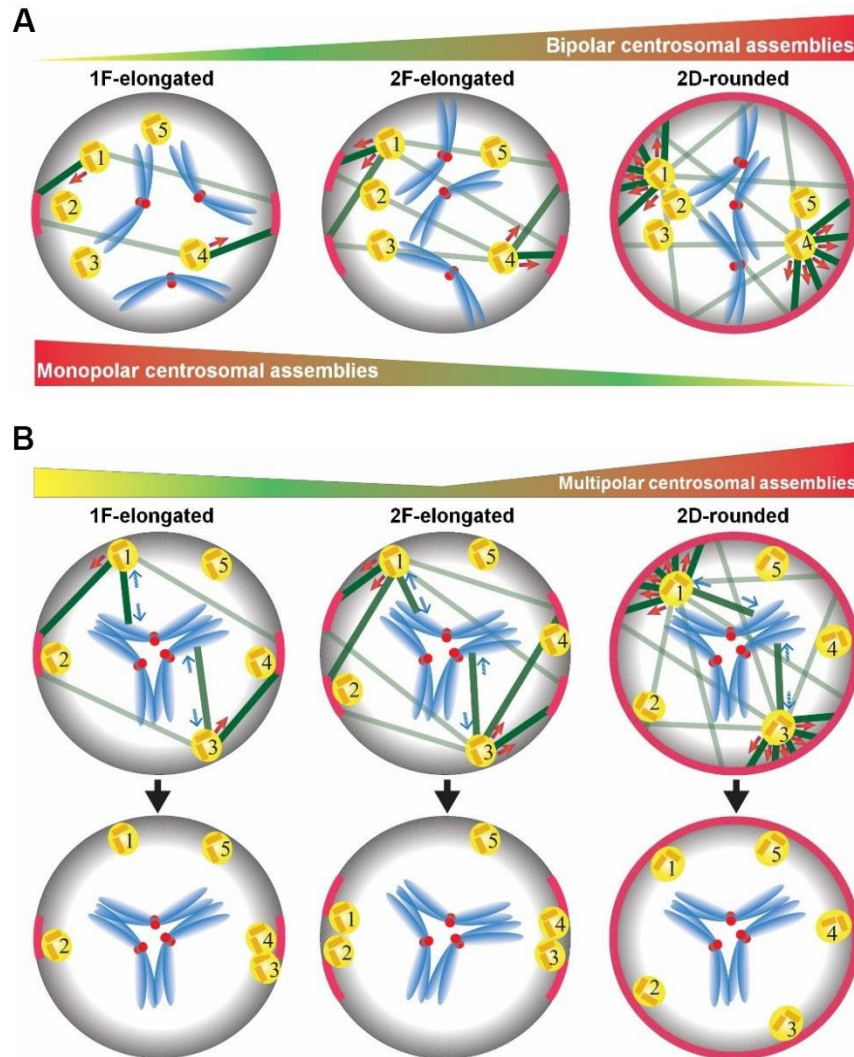 A
Bipolar centrosomal assemblies
1F-elongated 2F-elongated 2D-rounded
1 5 2 3 4
1 5 2 3 4
1 2 3 5 4
Monopolar centrosomal assemblies
B
Multipolar centrosomal assemblies
1F-elongated 2F-elongated 2D-rounded
1 5 2 4 3
1 5 4 2 3
5 1 4 2 3
1 5 2 4 3
5 1 4 2 3
5 1 4 2 3